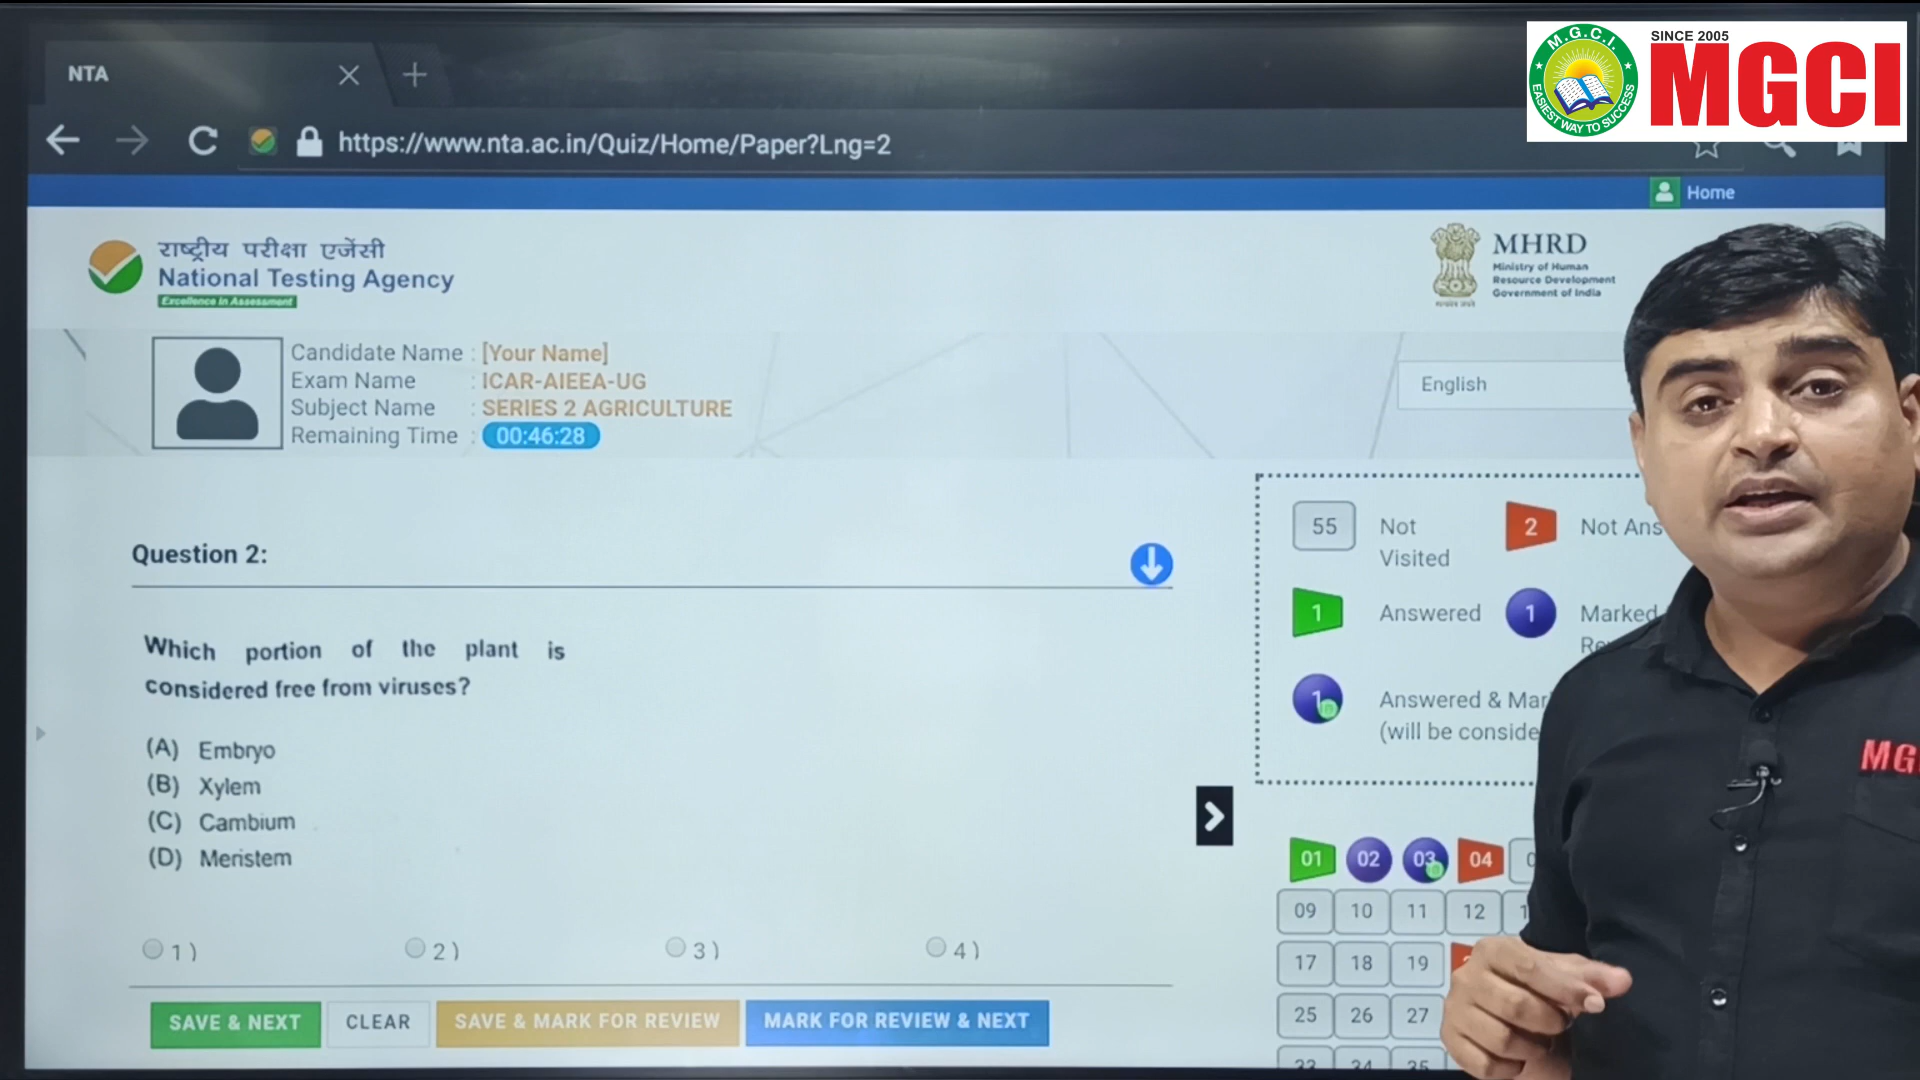 NTA
https://www.nta.ac.in/Quiz/Home/Paper?Lng=2
M.G.C.I.
EASIEST WAY TO SUCCESS
SINCE 2005
MGCI
Home
राष्ट्रीय परीक्षा एजेंसी
National Testing Agency
Excellence in Assessment
MHRD
Ministry of Human
Resource Development
Government of India
Candidate Name : [Your Name]
Exam Name : ICAR-AIEEA-UG
Subject Name : SERIES 2 AGRICULTURE
Remaining Time : 00:46:28
English
Question 2:
Which portion of the plant is
considered free from viruses?
(A) Embryo
(B) Xylem
(C) Cambium
(D) Meristem
1 )
2 )
3 )
4 )
SAVE & NEXT
CLEAR
SAVE & MARK FOR REVIEW
MARK FOR REVIEW & NEXT
55 Not
Visited
2 Not Ans
1 Answered
1 Marked
Re
1 Answered & Mar
(will be conside
01 02 03 04
09 10 11 12 1
17 18 19
25 26 27
33 34 35
MG